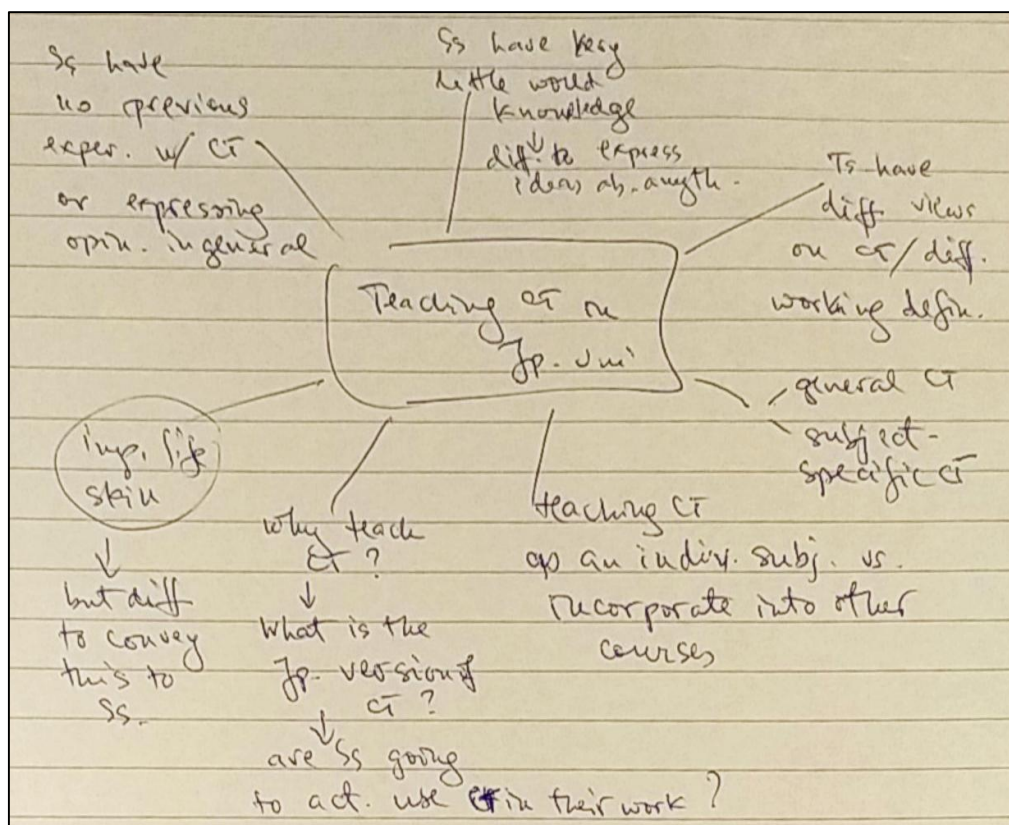 Ss have
no previous
exper. w/ CT
or expressing
opin. in general
Ss have very
little world
knowledge
↓
diff. to express
ideas ab. anyth.
Ts have
diff views
on CT/diff.
working defin.
Teaching CT in
Jp. uni
general CT
subject-
specific CT
imp. life
skill
↓
but diff
to convey
this to
Ss.
why teach
CT?
↓
What is the
Jp. version of
CT?
↓
are Ss going
to act. use CT in their work?
teaching CT
as an indiv. subj. vs.
incorporate into other
courses